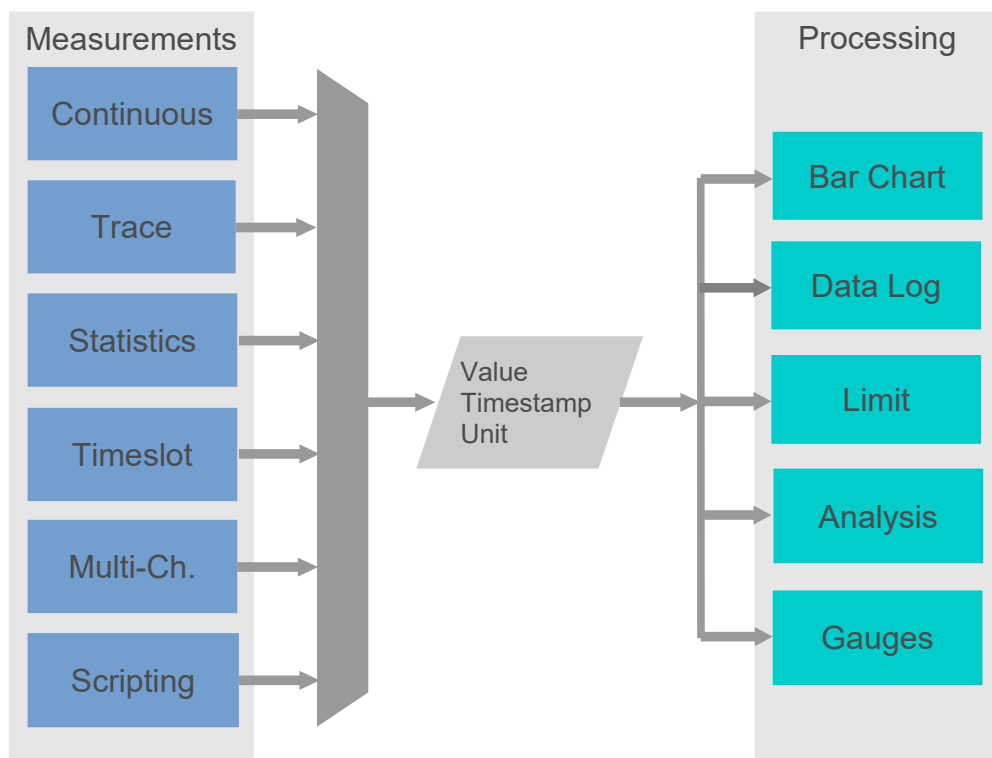 Measurements
Continuous
Trace
Statistics
Timeslot
Multi-Ch.
Scripting
Value
Timestamp
Unit
Processing
Bar Chart
Data Log
Limit
Analysis
Gauges